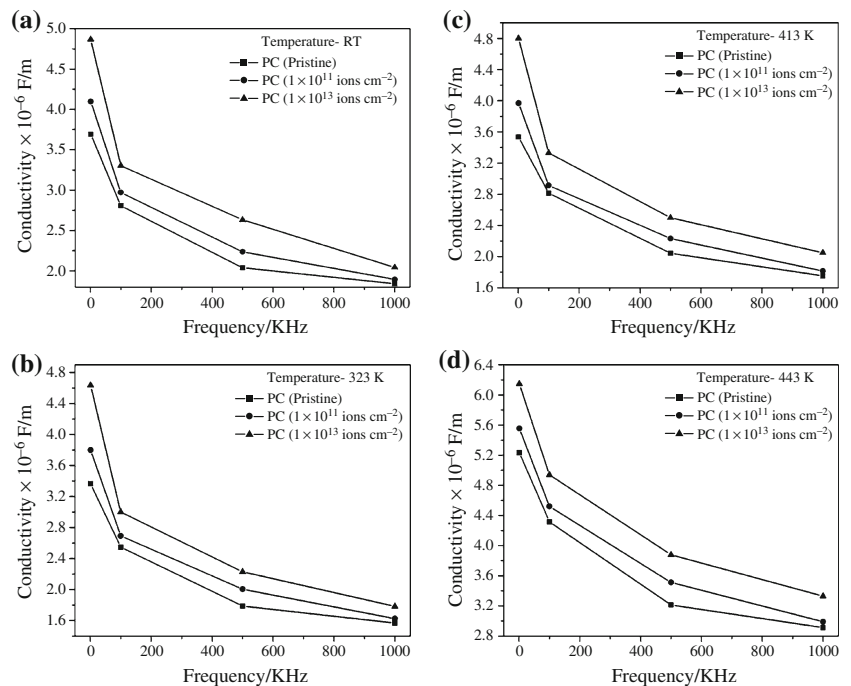 (a)
Temperature- RT
PC (Pristine)
PC (1×10¹¹ ions cm⁻²)
PC (1×10¹³ ions cm⁻²)
5.0
4.5
4.0
3.5
3.0
2.5
2.0
Conductivity × 10⁻⁶ F/m
0 200 400 600 800 1000
Frequency/KHz
(c)
Temperature- 413 K
PC (Pristine)
PC (1×10¹¹ ions cm⁻²)
PC (1×10¹³ ions cm⁻²)
4.8
4.4
4.0
3.6
3.2
2.8
2.4
2.0
1.6
Conductivity × 10⁻⁶ F/m
0 200 400 600 800 1000
Frequency/KHz
(b)
Temperature- 323 K
PC (Pristine)
PC (1×10¹¹ ions cm⁻²)
PC (1×10¹³ ions cm⁻²)
4.8
4.4
4.0
3.6
3.2
2.8
2.4
2.0
1.6
Conductivity × 10⁻⁶ F/m
0 200 400 600 800 1000
Frequency/KHz
(d)
Temperature- 443 K
PC (Pristine)
PC (1×10¹¹ ions cm⁻²)
PC (1×10¹³ ions cm⁻²)
6.4
6.0
5.6
5.2
4.8
4.4
4.0
3.6
3.2
2.8
Conductivity × 10⁻⁶ F/m
0 200 400 600 800 1000
Frequency/KHz